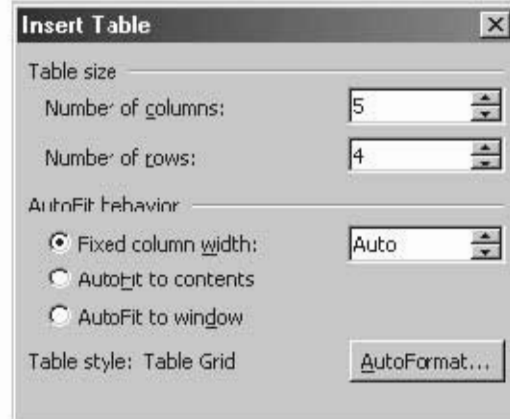 Insert Table
Table size
Number of columns: 5
Number of rows: 4
AutoFit behavior
Fixed column width: Auto
AutoFit to contents
AutoFit to window
Table style: Table Grid AutoFormat...